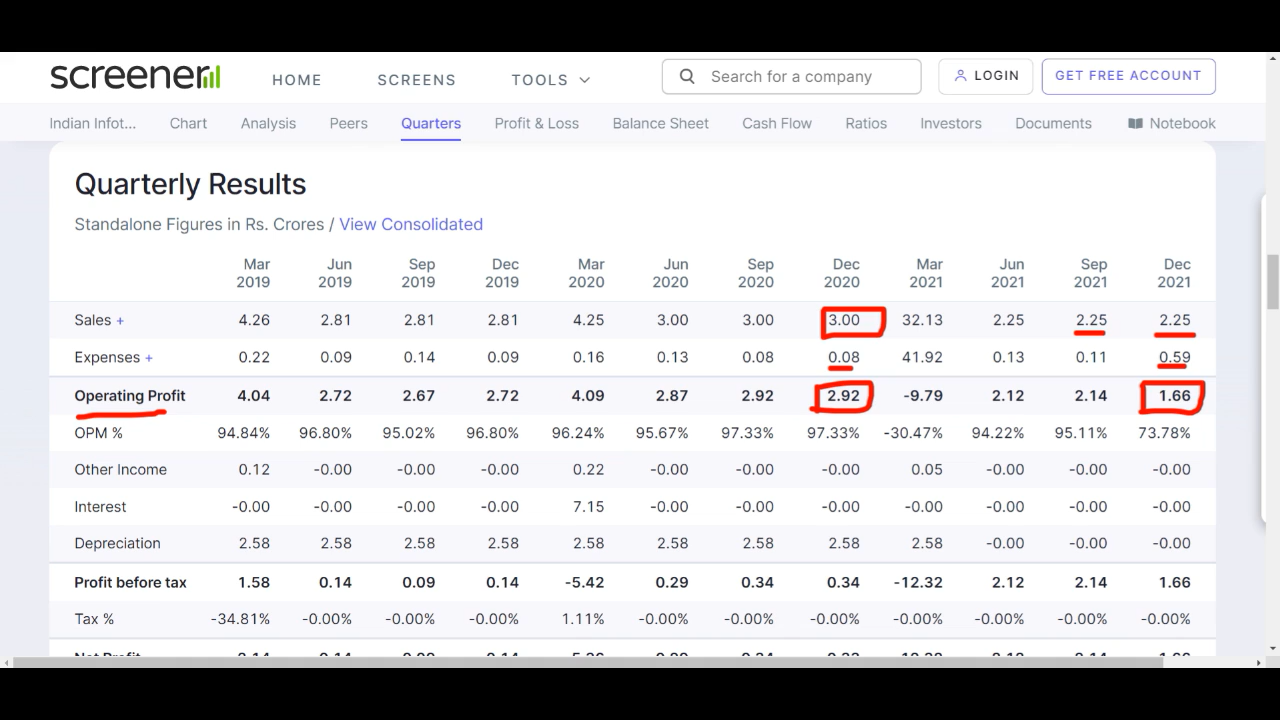 screener
HOME SCREENS TOOLS Search for a company LOGIN GET FREE ACCOUNT
Indian Infot... Chart Analysis Peers Quarters Profit & Loss Balance Sheet Cash Flow Ratios Investors Documents Notebook
Quarterly Results
Standalone Figures in Rs. Crores / View Consolidated
Mar 2019 Jun 2019 Sep 2019 Dec 2019 Mar 2020 Jun 2020 Sep 2020 Dec 2020 Mar 2021 Jun 2021 Sep 2021 Dec 2021
Sales + 4.26 2.81 2.81 2.81 4.25 3.00 3.00 3.00 32.13 2.25 2.25 2.25
Expenses + 0.22 0.09 0.14 0.09 0.16 0.13 0.08 0.08 41.92 0.13 0.11 0.59
Operating Profit 4.04 2.72 2.67 2.72 4.09 2.87 2.92 2.92 -9.79 2.12 2.14 1.66
OPM % 94.84% 96.80% 95.02% 96.80% 96.24% 95.67% 97.33% 97.33% -30.47% 94.22% 95.11% 73.78%
Other Income 0.12 -0.00 -0.00 -0.00 0.22 -0.00 -0.00 -0.00 0.05 -0.00 -0.00 -0.00
Interest -0.00 -0.00 -0.00 -0.00 7.15 -0.00 -0.00 -0.00 -0.00 -0.00 -0.00 -0.00
Depreciation 2.58 2.58 2.58 2.58 2.58 2.58 2.58 2.58 2.58 -0.00 -0.00 -0.00
Profit before tax 1.58 0.14 0.09 0.14 -5.42 0.29 0.34 0.34 -12.32 2.12 2.14 1.66
Tax % -34.81% -0.00% -0.00% -0.00% 1.11% -0.00% -0.00% -0.00% -0.00% -0.00% -0.00% -0.00%